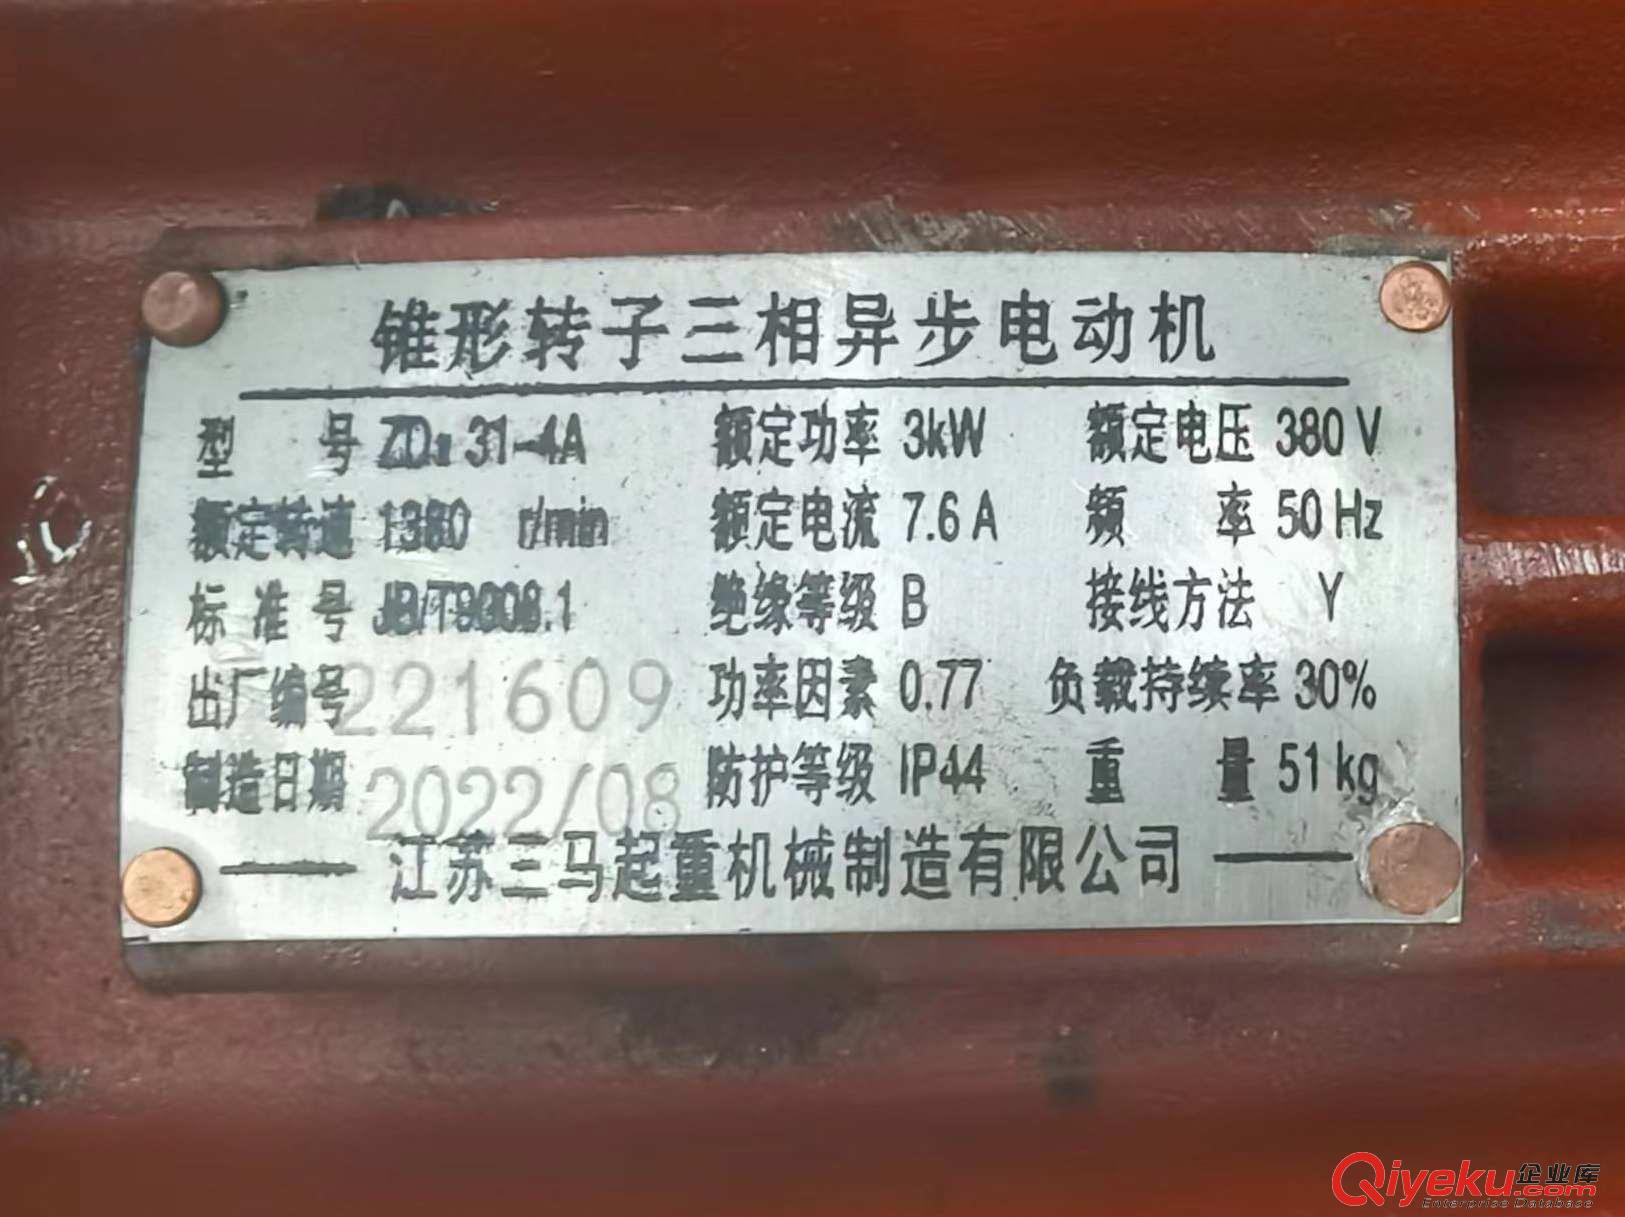 锥形转子三相异步电动机
型 号 ZD₁ 31-4A 额定功率 3kW 额定电压 380 V
额定转速 1380 r/min 额定电流 7.6 A 频 率 50 Hz
标 准 号 JB/T9008.1 绝缘等级 B 接线方法 Y
出厂编号 221609 功率因素 0.77 负载持续率 30%
制造日期 2022/08 防护等级 IP44 重 量 51 kg
江苏三马起重机械制造有限公司
Qiyeku.com 企业库
Enterprise Database